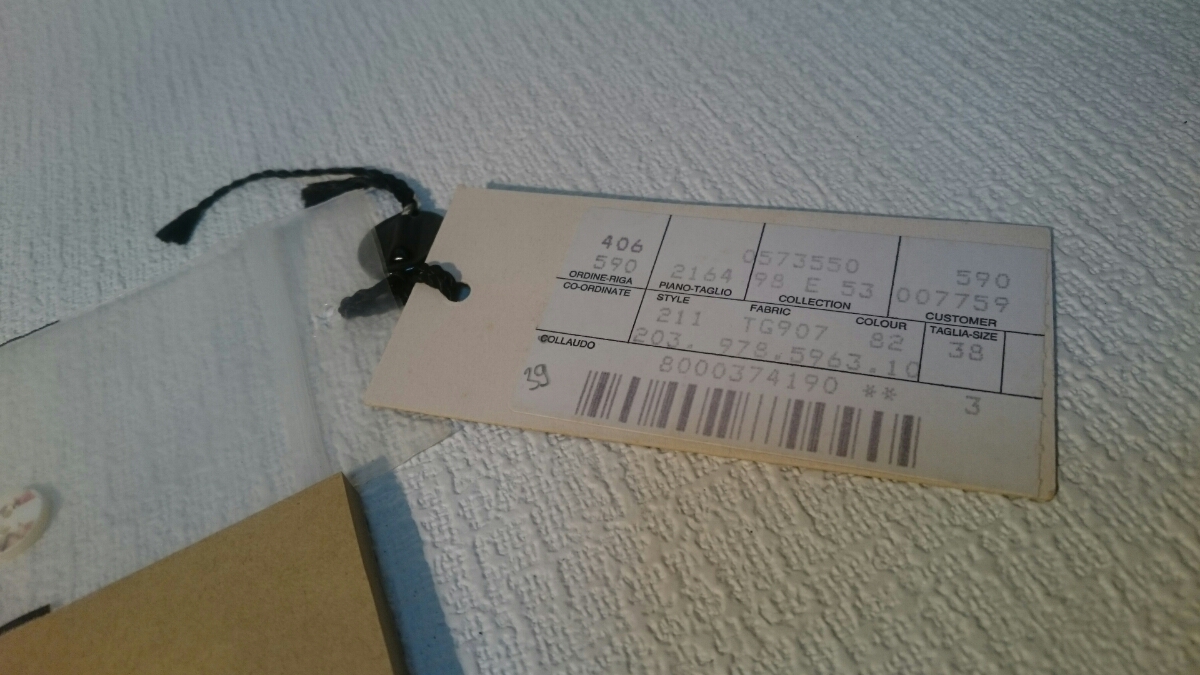 406
590
ORDINE-RIGA
2164
PIANO-TAGLIO
0573550
98 E 53
COLLECTION
590
007759
CUSTOMER
CO-ORDINATE
STYLE FABRIC COLOUR
211 TG907 82
203. 978.5963.10
TAGLIA-SIZE
38
COLLAUDO
8000374190 **
3